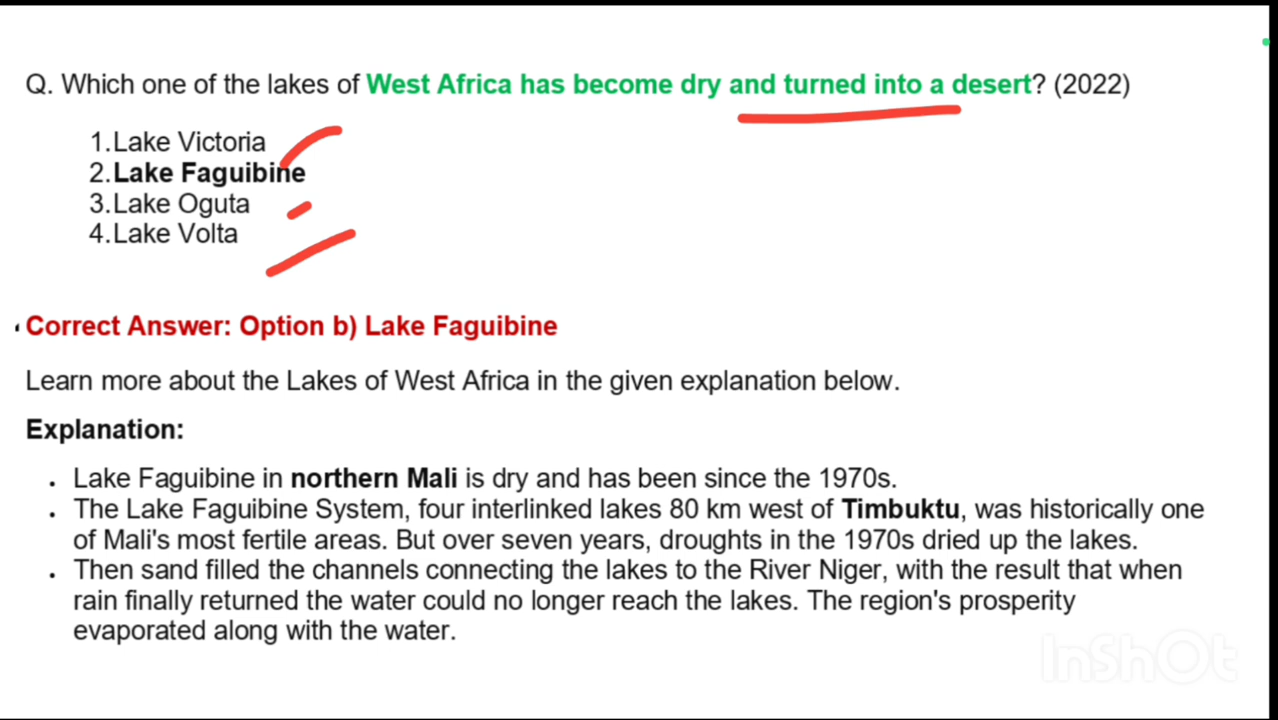 Q. Which one of the lakes of West Africa has become dry and turned into a desert? (2022)
1.Lake Victoria
2.Lake Faguibine
3.Lake Oguta
4.Lake Volta
Correct Answer: Option b) Lake Faguibine
Learn more about the Lakes of West Africa in the given explanation below.
Explanation:
• Lake Faguibine in northern Mali is dry and has been since the 1970s.
• The Lake Faguibine System, four interlinked lakes 80 km west of Timbuktu, was historically one
of Mali's most fertile areas. But over seven years, droughts in the 1970s dried up the lakes.
• Then sand filled the channels connecting the lakes to the River Niger, with the result that when
rain finally returned the water could no longer reach the lakes. The region's prosperity
evaporated along with the water.
InShOt